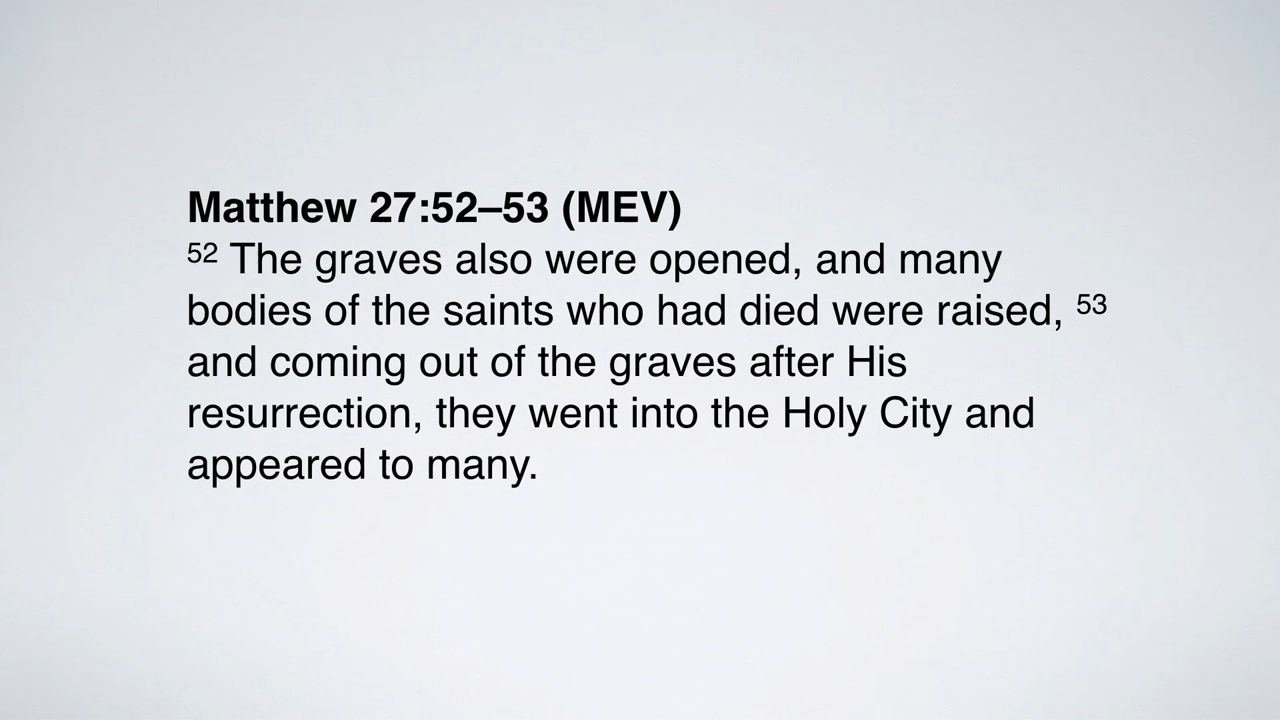 Matthew 27:52–53 (MEV)
52 The graves also were opened, and many
bodies of the saints who had died were raised, 53
and coming out of the graves after His
resurrection, they went into the Holy City and
appeared to many.